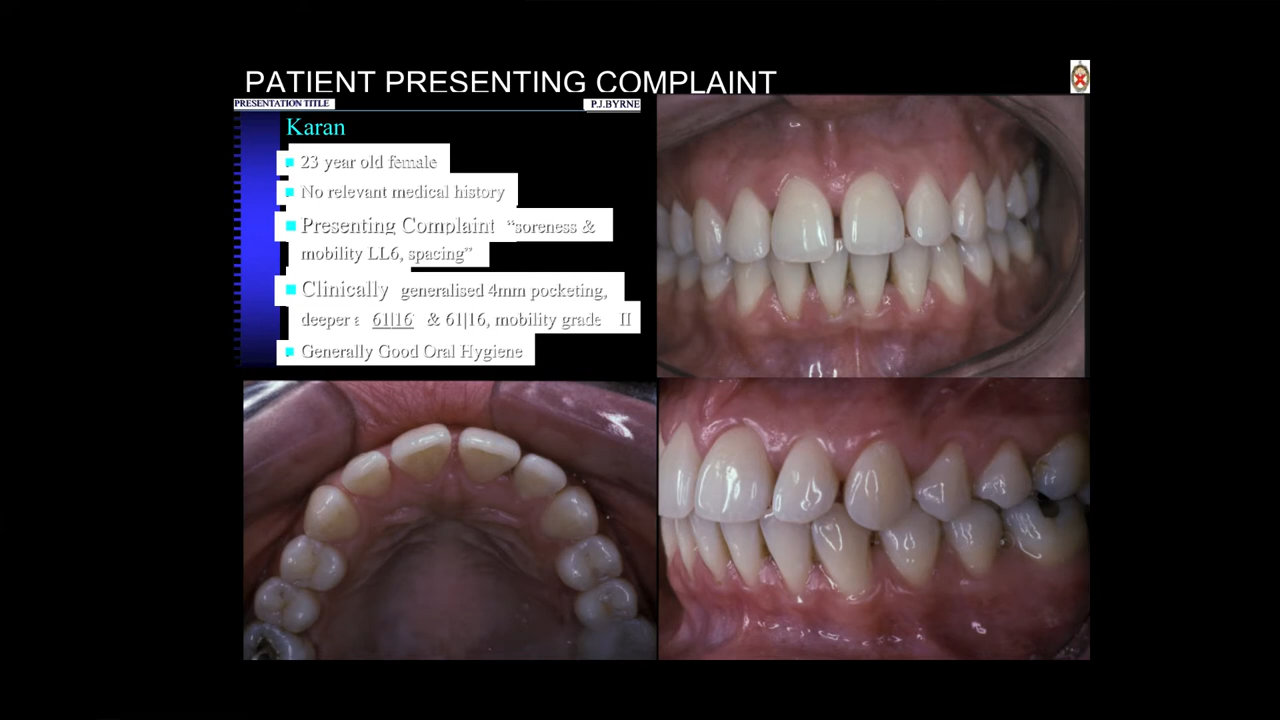 PATIENT PRESENTING COMPLAINT
PRESENTATION TITLE
P.J.BYRNE
Karan
23 year old female
No relevant medical history
Presenting Complaint “soreness &
mobility LL6, spacing”
Clinically generalised 4mm pocketing,
deeper a 61|16 & 61|16, mobility grade II
Generally Good Oral Hygiene